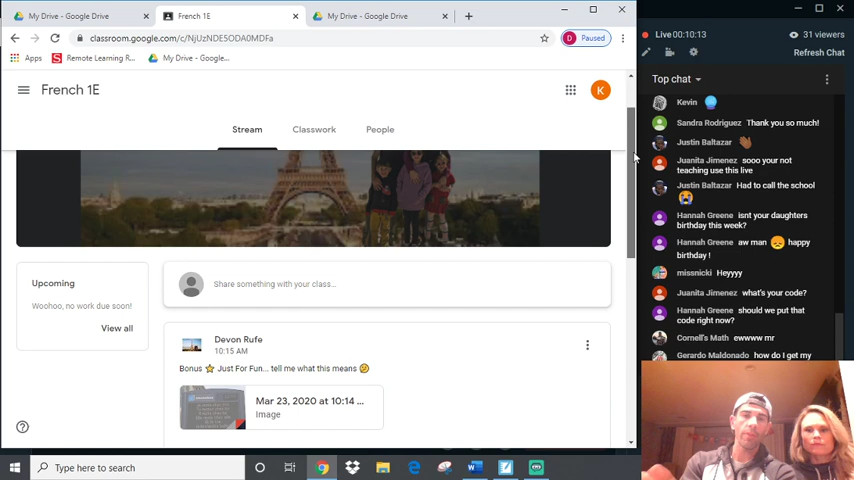 My Drive - Google Drive
French 1E
My Drive - Google Drive
classroom.google.com/c/NjUzNDE5ODA0MDFa
Paused
Apps
Remote Learning R...
My Drive - Google...
French 1E
K
Stream
Classwork
People
Upcoming
Woohoo, no work due soon!
View all
Share something with your class...
Devon Rufe
10:15 AM
Bonus ⭐ Just For Fun... tell me what this means 🤔
Mar 23, 2020 at 10:14 ...
Image
Type here to search
Live 00:10:13
31 viewers
Refresh Chat
Top chat
Kevin
Sandra Rodriguez Thank you so much!
Justin Baltazar
Juanita Jimenez sooo your not
teaching use this live
Justin Baltazar Had to call the school
😭
Hannah Greene isnt your daughters
birthday this week?
Hannah Greene aw man 😞 happy
birthday !
missnicki Heyyyy
Juanita Jimenez what's your code?
Hannah Greene should we put that
code right now?
Cornell's Math ewwww mr
Gerardo Maldonado how do I get my